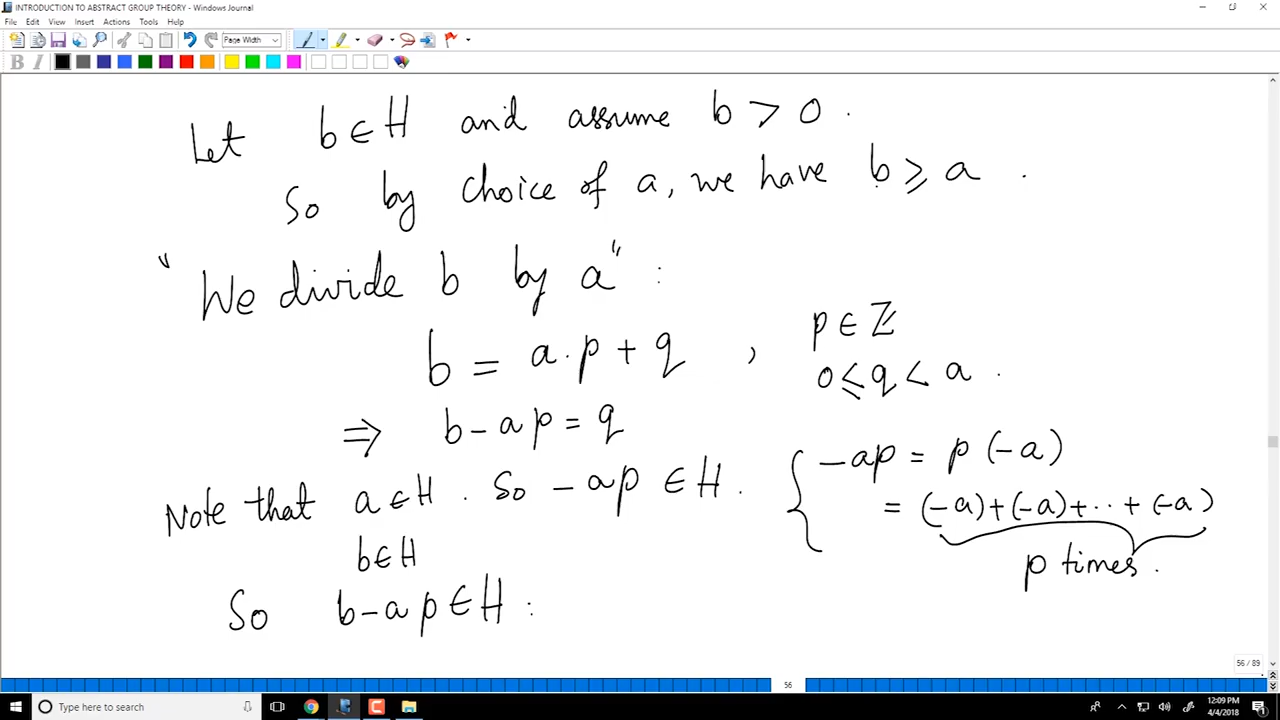 INTRODUCTION TO ABSTRACT GROUP THEORY - Windows Journal
File Edit View Insert Actions Tools Help
Page Width
B I
Let b ∈ H and assume b > 0.
So by choice of a, we have b ⩾ a.
"We divide b by a":
b = a·p + q , p ∈ ℤ
0 ≤ q < a.
⇒ b - ap = q
Note that a ∈ H. So - ap ∈ H.
b ∈ H
So b - ap ∈ H :
{ -ap = p(-a)
= (-a)+(-a)+··+(-a)
p times.
56 / 89
56
Type here to search
12:09 PM
4/4/2018